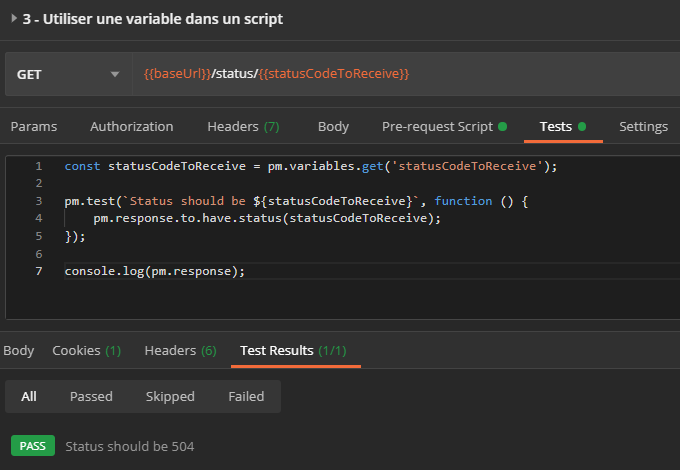 3 - Utiliser une variable dans un script
GET {{baseUrl}}/status/{{statusCodeToReceive}}
Params Authorization Headers (7) Body Pre-request Script Tests Settings
1 const statusCodeToReceive = pm.variables.get('statusCodeToReceive');
2
3 pm.test(`Status should be ${statusCodeToReceive}`, function () {
4 pm.response.to.have.status(statusCodeToReceive);
5 });
6
7 console.log(pm.response);
Body Cookies (1) Headers (6) Test Results (1/1)
All Passed Skipped Failed
PASS Status should be 504